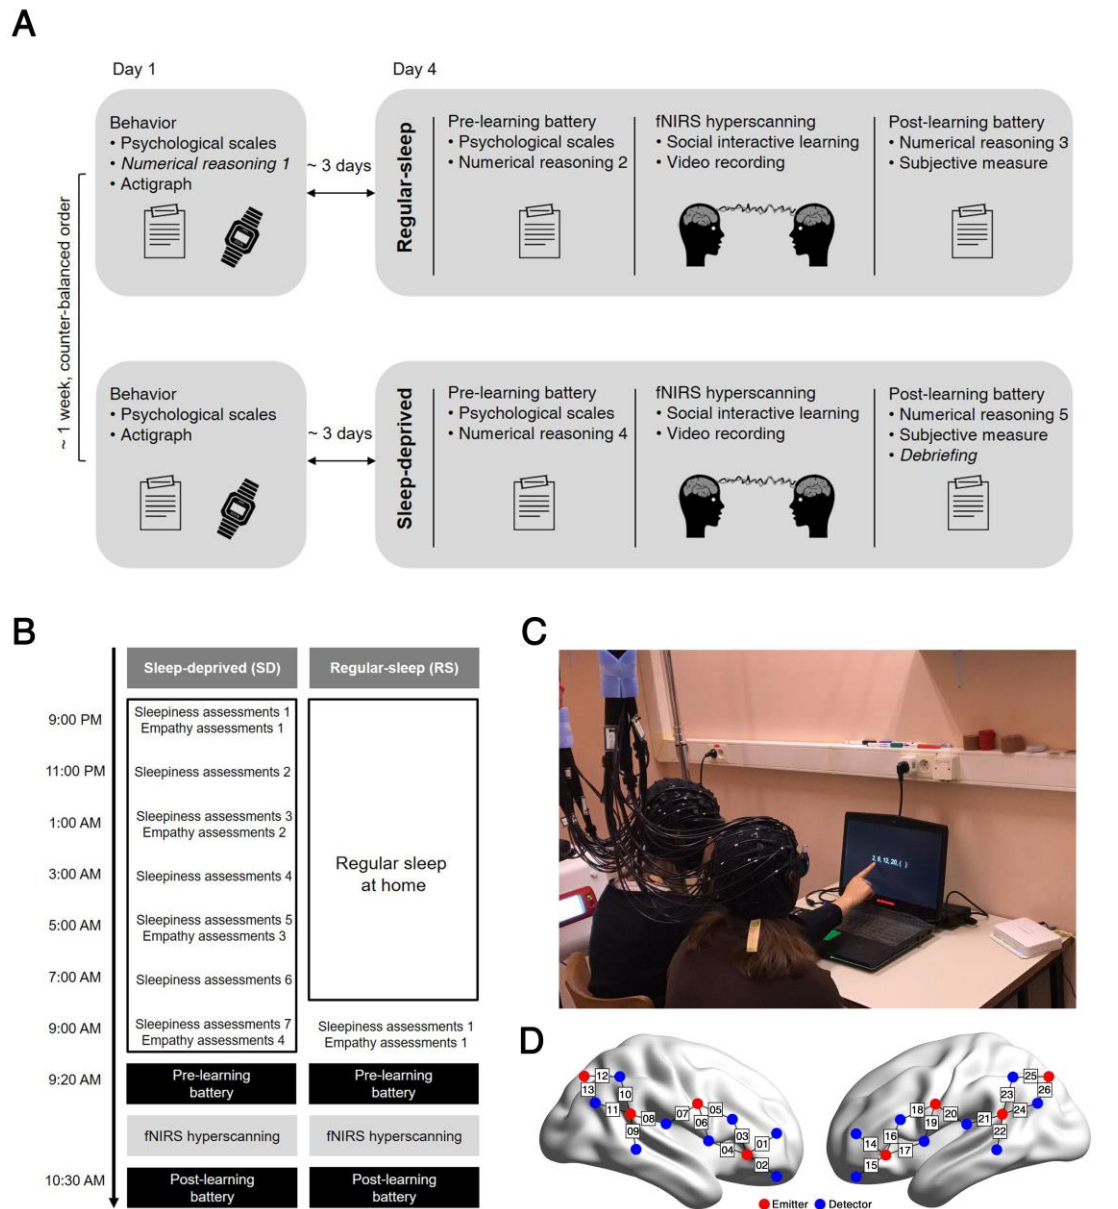 A
Day 1
Day 4
Behavior
• Psychological scales
• Numerical reasoning 1
• Actigraph
~ 3 days
Regular-sleep
Pre-learning battery
• Psychological scales
• Numerical reasoning 2
fNIRS hyperscanning
• Social interactive learning
• Video recording
Post-learning battery
• Numerical reasoning 3
• Subjective measure
~ 1 week, counter-balanced order
Behavior
• Psychological scales
• Actigraph
~ 3 days
Sleep-deprived
Pre-learning battery
• Psychological scales
• Numerical reasoning 4
fNIRS hyperscanning
• Social interactive learning
• Video recording
Post-learning battery
• Numerical reasoning 5
• Subjective measure
• Debriefing
B
Sleep-deprived (SD)
Regular-sleep (RS)
9:00 PM
Sleepiness assessments 1
Empathy assessments 1
11:00 PM
Sleepiness assessments 2
1:00 AM
Sleepiness assessments 3
Empathy assessments 2
3:00 AM
Sleepiness assessments 4
Regular sleep
at home
5:00 AM
Sleepiness assessments 5
Empathy assessments 3
7:00 AM
Sleepiness assessments 6
9:00 AM
Sleepiness assessments 7
Empathy assessments 4
Sleepiness assessments 1
Empathy assessments 1
9:20 AM
Pre-learning
battery
Pre-learning
battery
fNIRS hyperscanning
fNIRS hyperscanning
10:30 AM
Post-learning
battery
Post-learning
battery
C
2, 6, 12, 20, ( )
D
12
13
10
11
08
09
07
05
06
03
04
01
02
25
26
23
24
22
21
20
19
18
16
17
14
15
Emitter
Detector